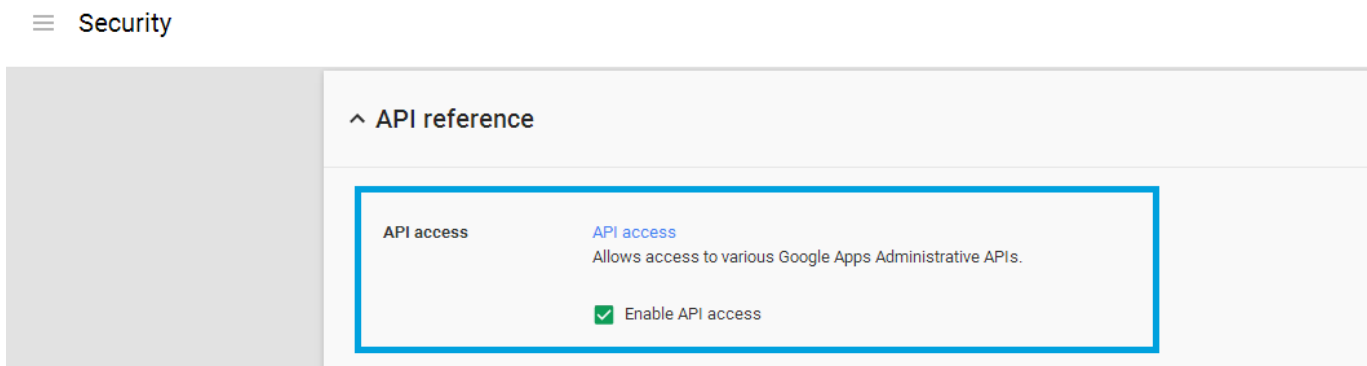 Security
API reference
API access
API access
Allows access to various Google Apps Administrative APIs.
Enable API access